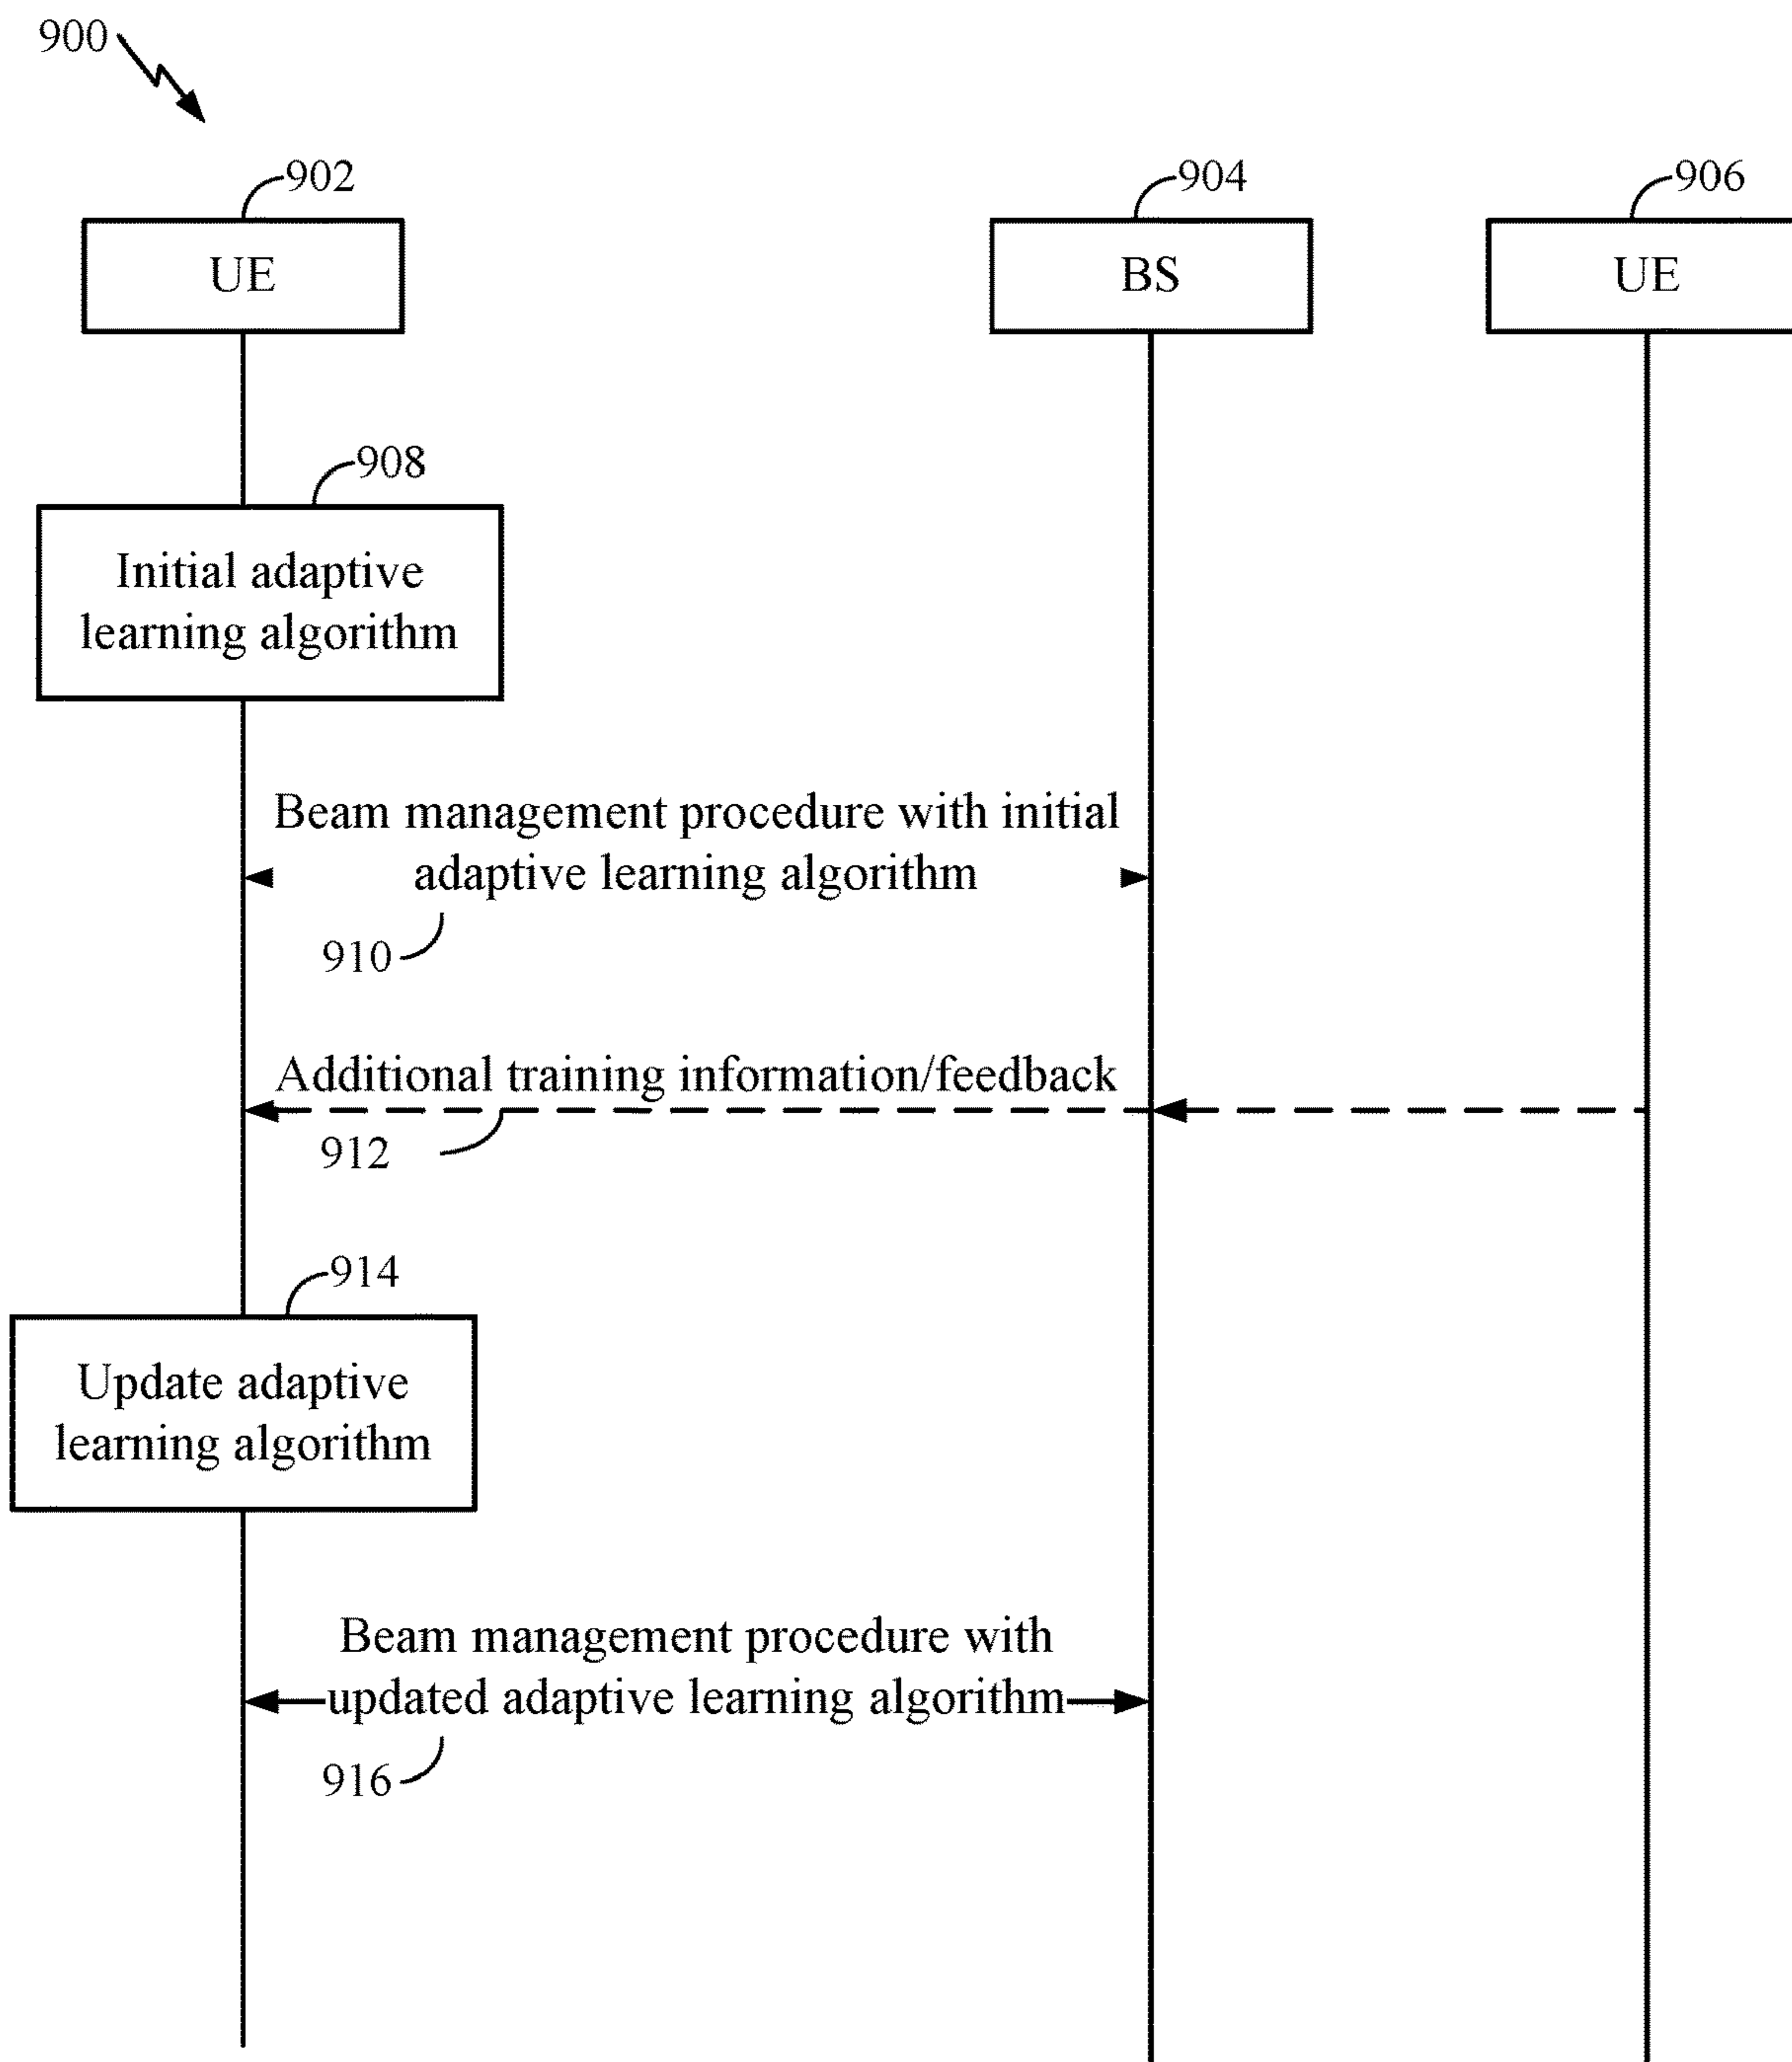 900
902
904
906
UE
BS
UE
908
Initial adaptive
learning algorithm
Beam management procedure with initial
adaptive learning algorithm
910
Additional training information/feedback
912
914
Update adaptive
learning algorithm
Beam management procedure with
updated adaptive learning algorithm
916